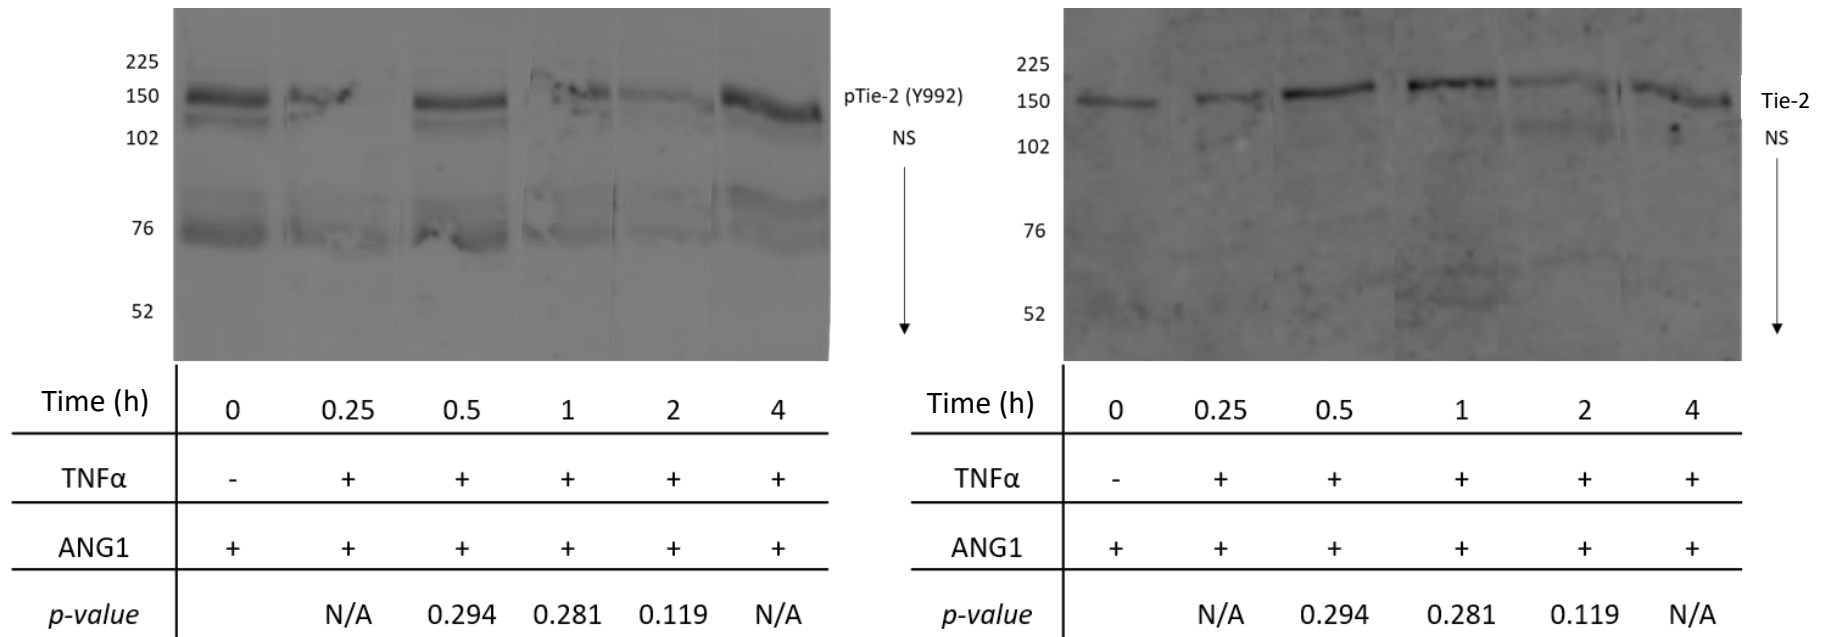 225
150
102
76
52
pTie-2 (Y992)
NS
Time (h) 0 0.25 0.5 1 2 4
TNFα - + + + + +
ANG1 + + + + + +
p-value N/A 0.294 0.281 0.119 N/A
225
150
102
76
52
Tie-2
NS
Time (h) 0 0.25 0.5 1 2 4
TNFα - + + + + +
ANG1 + + + + + +
p-value N/A 0.294 0.281 0.119 N/A